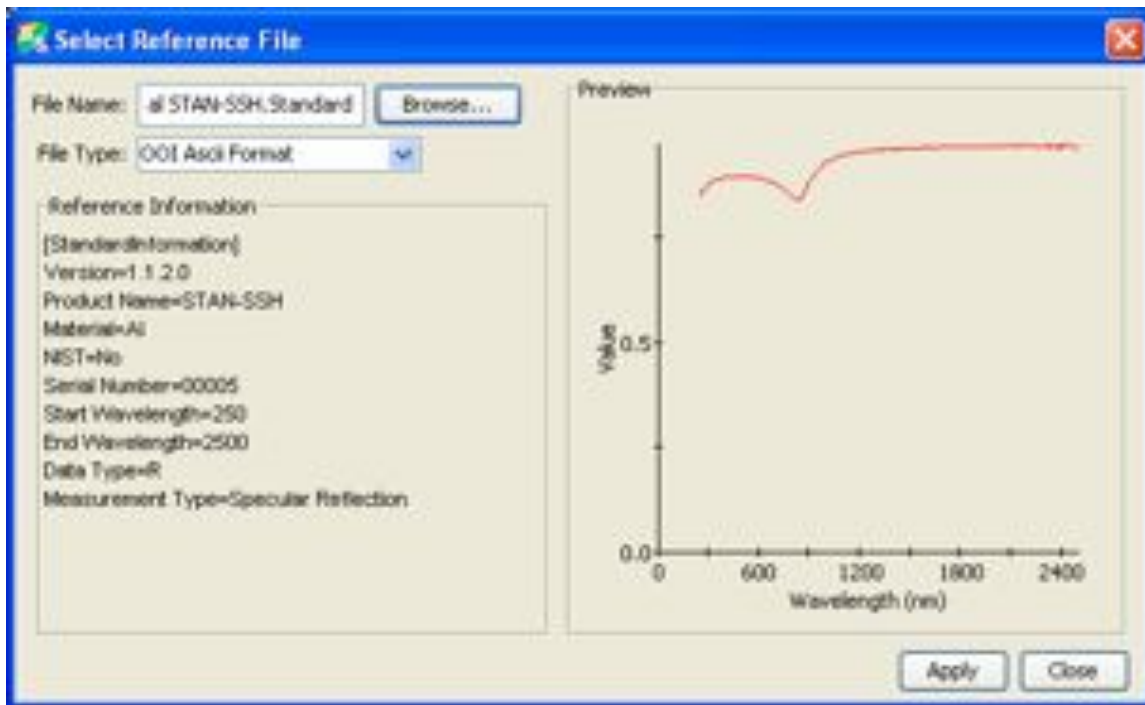 Select Reference File
File Name: al STAN-SSH.Standard Browse...
File Type: OOI Ascii Format
Reference Information
[StandardInformation]
Version=1.1.2.0
Product Name=STAN-SSH
Material=Al
NIST=No
Serial Number=00005
Start Wavelength=250
End Wavelength=2500
Data Type=R
Measurement Type=Specular Reflection
Preview
Value
0.5
0.0
0 600 1200 1800 2400
Wavelength (nm)
Apply Close